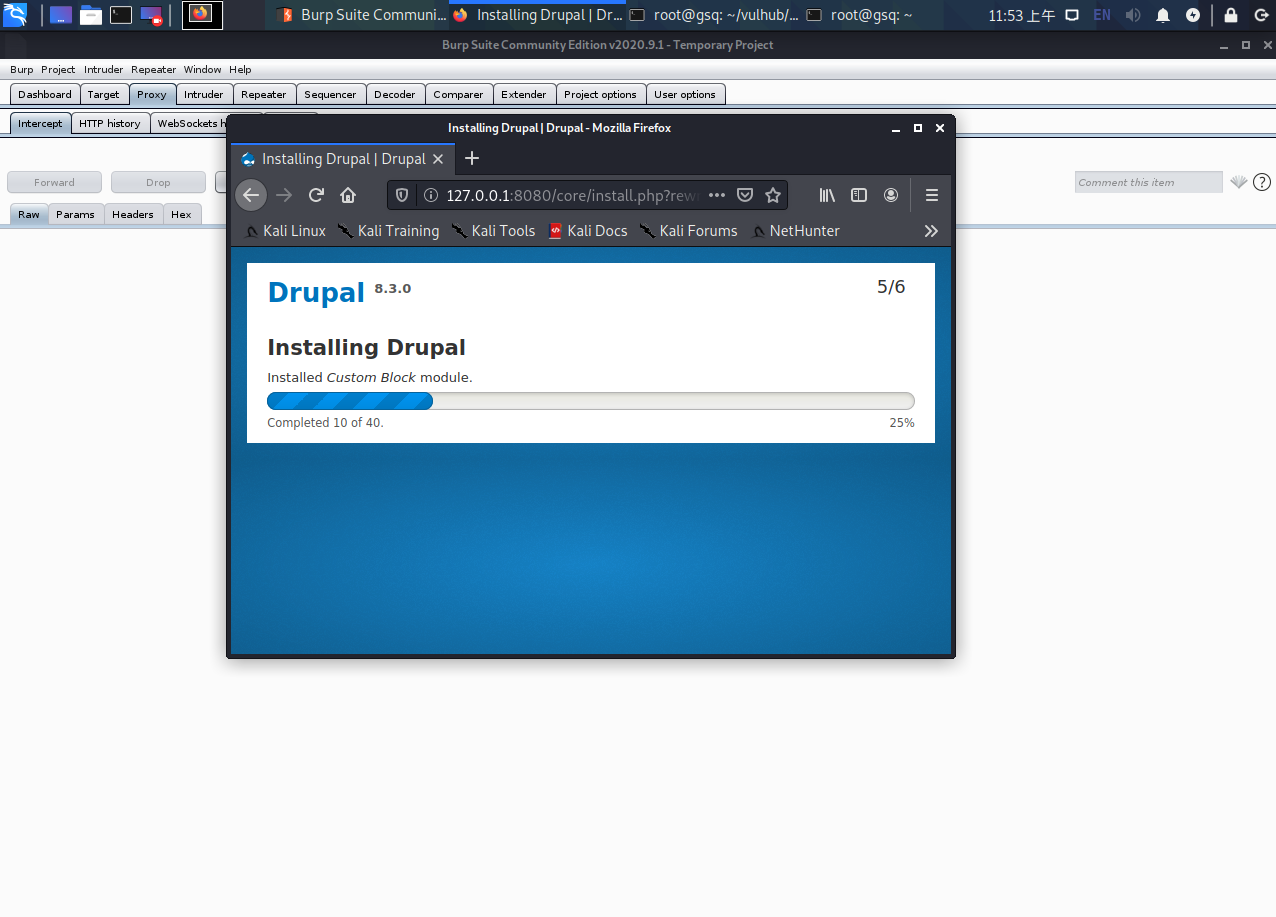 Burp Suite Communi... Installing Drupal | Dr... root@gsq: ~/vulhub/... root@gsq: ~ 11:53 上午 EN
Burp Suite Community Edition v2020.9.1 - Temporary Project
Burp Project Intruder Repeater Window Help
Dashboard Target Proxy Intruder Repeater Sequencer Decoder Comparer Extender Project options User options
Intercept HTTP history WebSockets h
Installing Drupal | Drupal - Mozilla Firefox
Installing Drupal | Drupal
Forward Drop Comment this item
127.0.0.1:8080/core/install.php?rew
Raw Params Headers Hex
Kali Linux Kali Training Kali Tools Kali Docs Kali Forums NetHunter
Drupal 8.3.0 5/6
Installing Drupal
Installed Custom Block module.
Completed 10 of 40. 25%